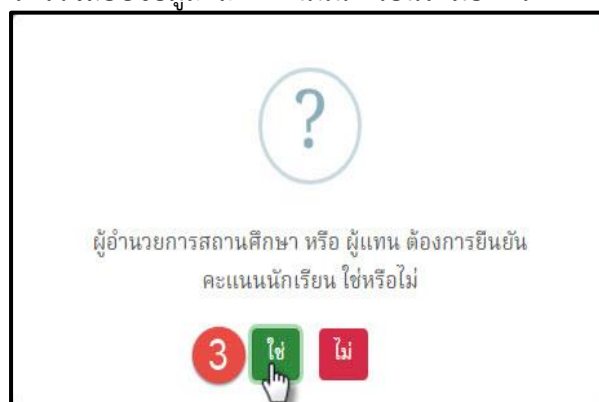 ?
ผู้อำนวยการสถานศึกษา หรือ ผู้แทน ต้องการยืนยัน
คะแนนนักเรียน ใช่หรือไม่
3 ใช่ ไม่